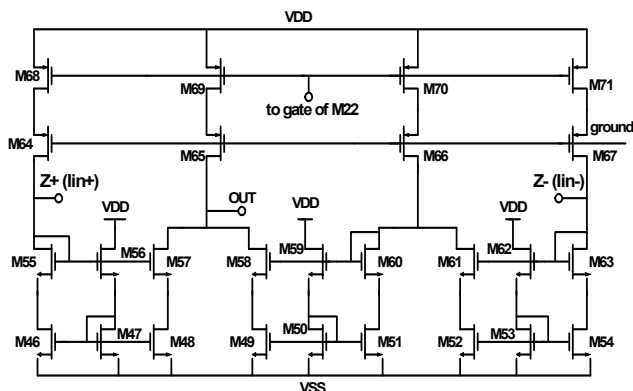 VDD
M68
M69
M70
M71
to gate of M22
M64
M65
M66
M67
ground
Z+ (Iin+)
OUT
Z- (Iin-)
VDD
VDD
VDD
M55
M56
M57
M58
M59
M60
M61
M62
M63
M46
M47
M48
M49
M50
M51
M52
M53
M54
VSS